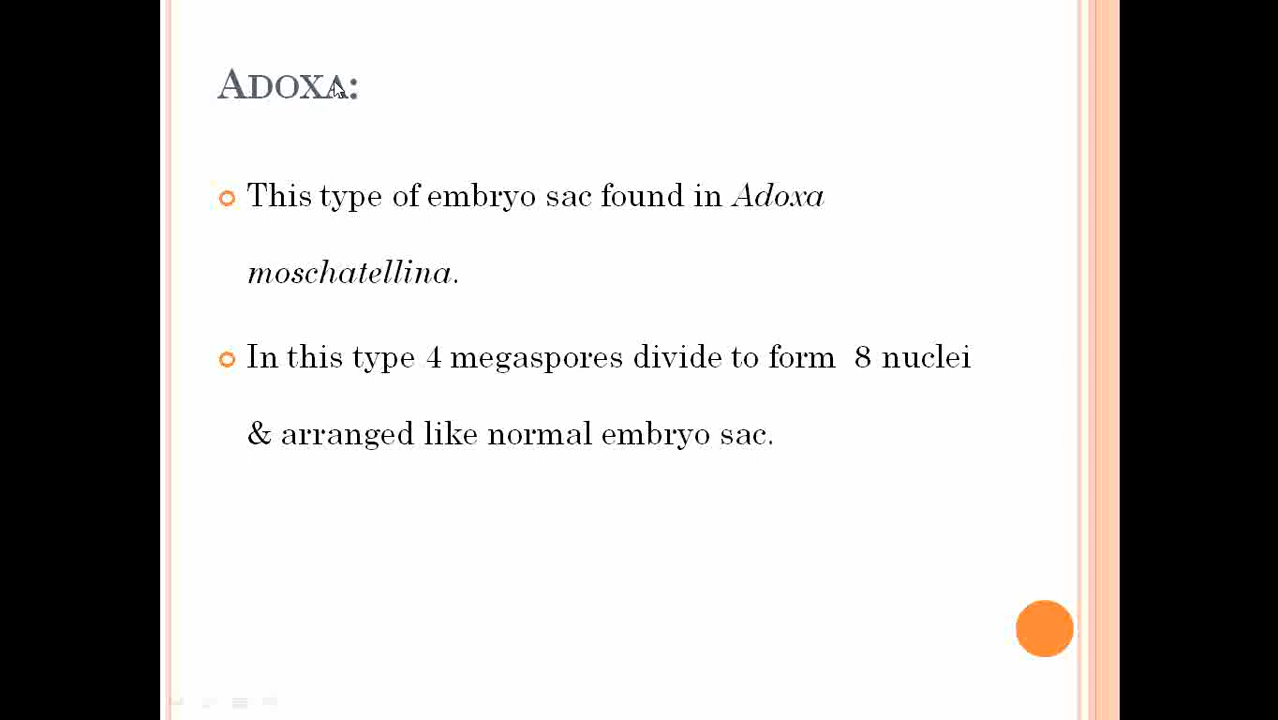 ADOXA:
This type of embryo sac found in Adoxa
moschatellina.
In this type 4 megaspores divide to form 8 nuclei
& arranged like normal embryo sac.